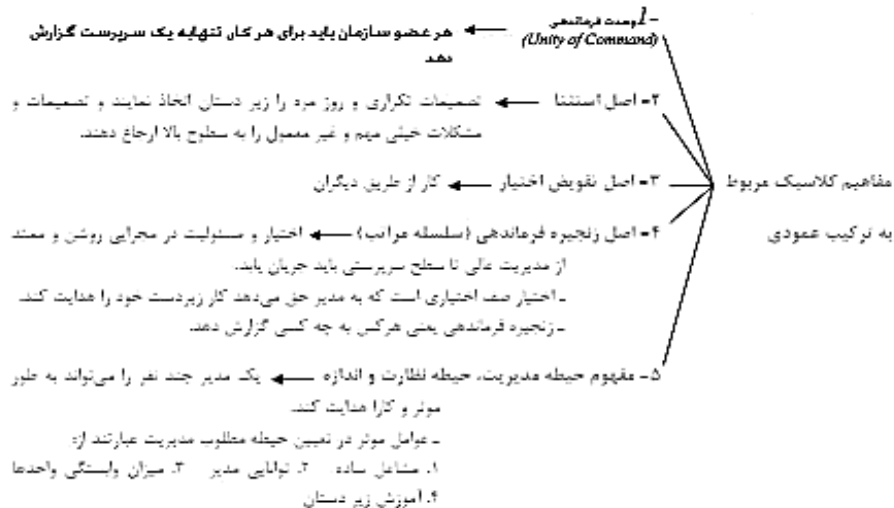 ۱- وحدت فرماندهی ← هر عضو سازمان باید برای هر کار تنهابه یک سرپرست گزارش
(Unity of Command)
دهد
۲- اصل استثنا ← تصمیمات تکراری و روز مره را زیر دستان اتخاذ نمایند و تصمیمات و
مشکلات خیلی مهم و غیر معمول را به سطوح بالا ارجاع دهند.
مفاهیم کلاسیک مربوط ۳- اصل تفویض اختیار ← کار از طریق دیگران
به ترکیب عمودی ۴- اصل زنجیره فرماندهی (سلسله مراتب) ← اختیار و مسئولیت در مجرایی روشن و ممتد
از مدیریت عالی تا سطح سرپرستی باید جریان یابد.
ـ اختیار صف اختیاری است که به مدیر حق می‌دهد کار زیردست خود را هدایت کند.
ـ زنجیره فرماندهی یعنی هرکس به چه کسی گزارش دهد.
۵- مفهوم حیطه مدیریت، حیطه نظارت و اندازه ← یک مدیر چند نفر را می‌تواند به طور
موثر و کارا هدایت کند.
ـ عوامل موثر در تعیین حیطه مطلوب مدیریت عبارتند از:
۱. مشاغل ساده ۲. توانایی مدیر ۳. میزان وابستگی واحدها
۴. آموزش زیر دستان